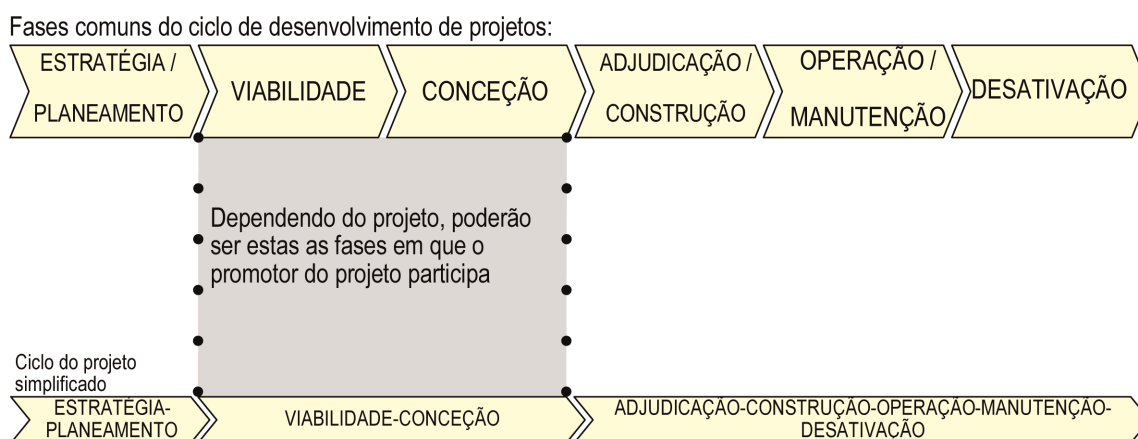 Fases comuns do ciclo de desenvolvimento de projetos:
ESTRATÉGIA /
PLANEAMENTO
VIABILIDADE
CONCEÇÃO
ADJUDICAÇÃO /
CONSTRUÇÃO
OPERAÇÃO /
MANUTENÇÃO
DESATIVAÇÃO
Dependendo do projeto, poderão
ser estas as fases em que o
promotor do projeto participa
Ciclo do projeto
simplificado
ESTRATÉGIA-
PLANEAMENTO
VIABILIDADE-CONCEÇÃO
ADJUDICAÇÃO-CONSTRUÇÃO-OPERAÇÃO-MANUTENÇÃO-
DESATIVAÇÃO